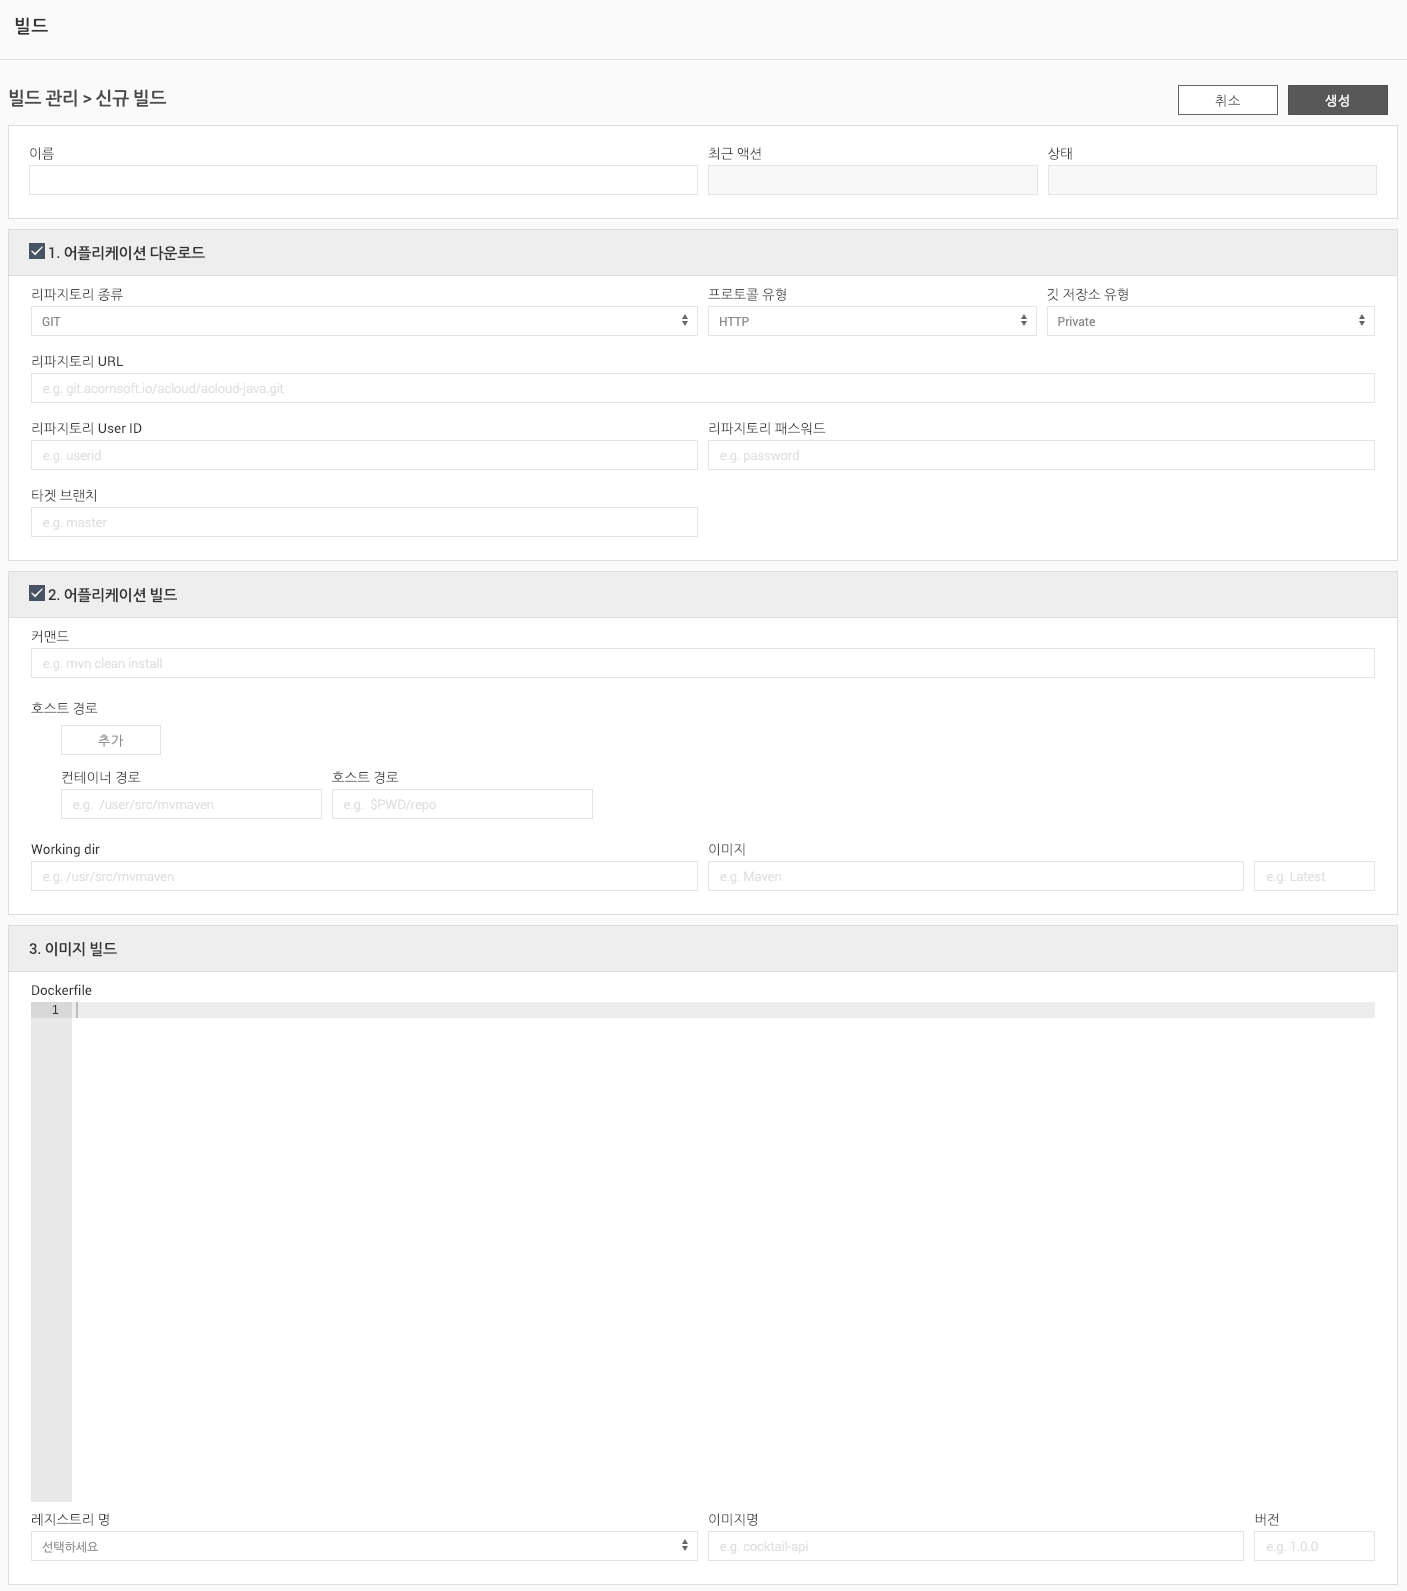 빌드
빌드 관리 > 신규 빌드
취소
생성
이름
최근 액션
상태
1. 어플리케이션 다운로드
리파지토리 종류
프로토콜 유형
깃 저장소 유형
GIT
HTTP
Private
리파지토리 URL
e.g. git.acornsoft.io/acloud/acloud-java.git
리파지토리 User ID
리파지토리 패스워드
e.g. userid
e.g. password
타겟 브랜치
e.g. master
2. 어플리케이션 빌드
커맨드
e.g. mvn clean install
호스트 경로
추가
컨테이너 경로
호스트 경로
e.g. /user/src/mvmaven
e.g. $PWD/repo
Working dir
이미지
e.g. /usr/src/mvmaven
e.g. Maven
e.g. Latest
3. 이미지 빌드
Dockerfile
1
레지스트리 명
이미지명
버전
선택하세요
e.g. cocktail-api
e.g. 1.0.0